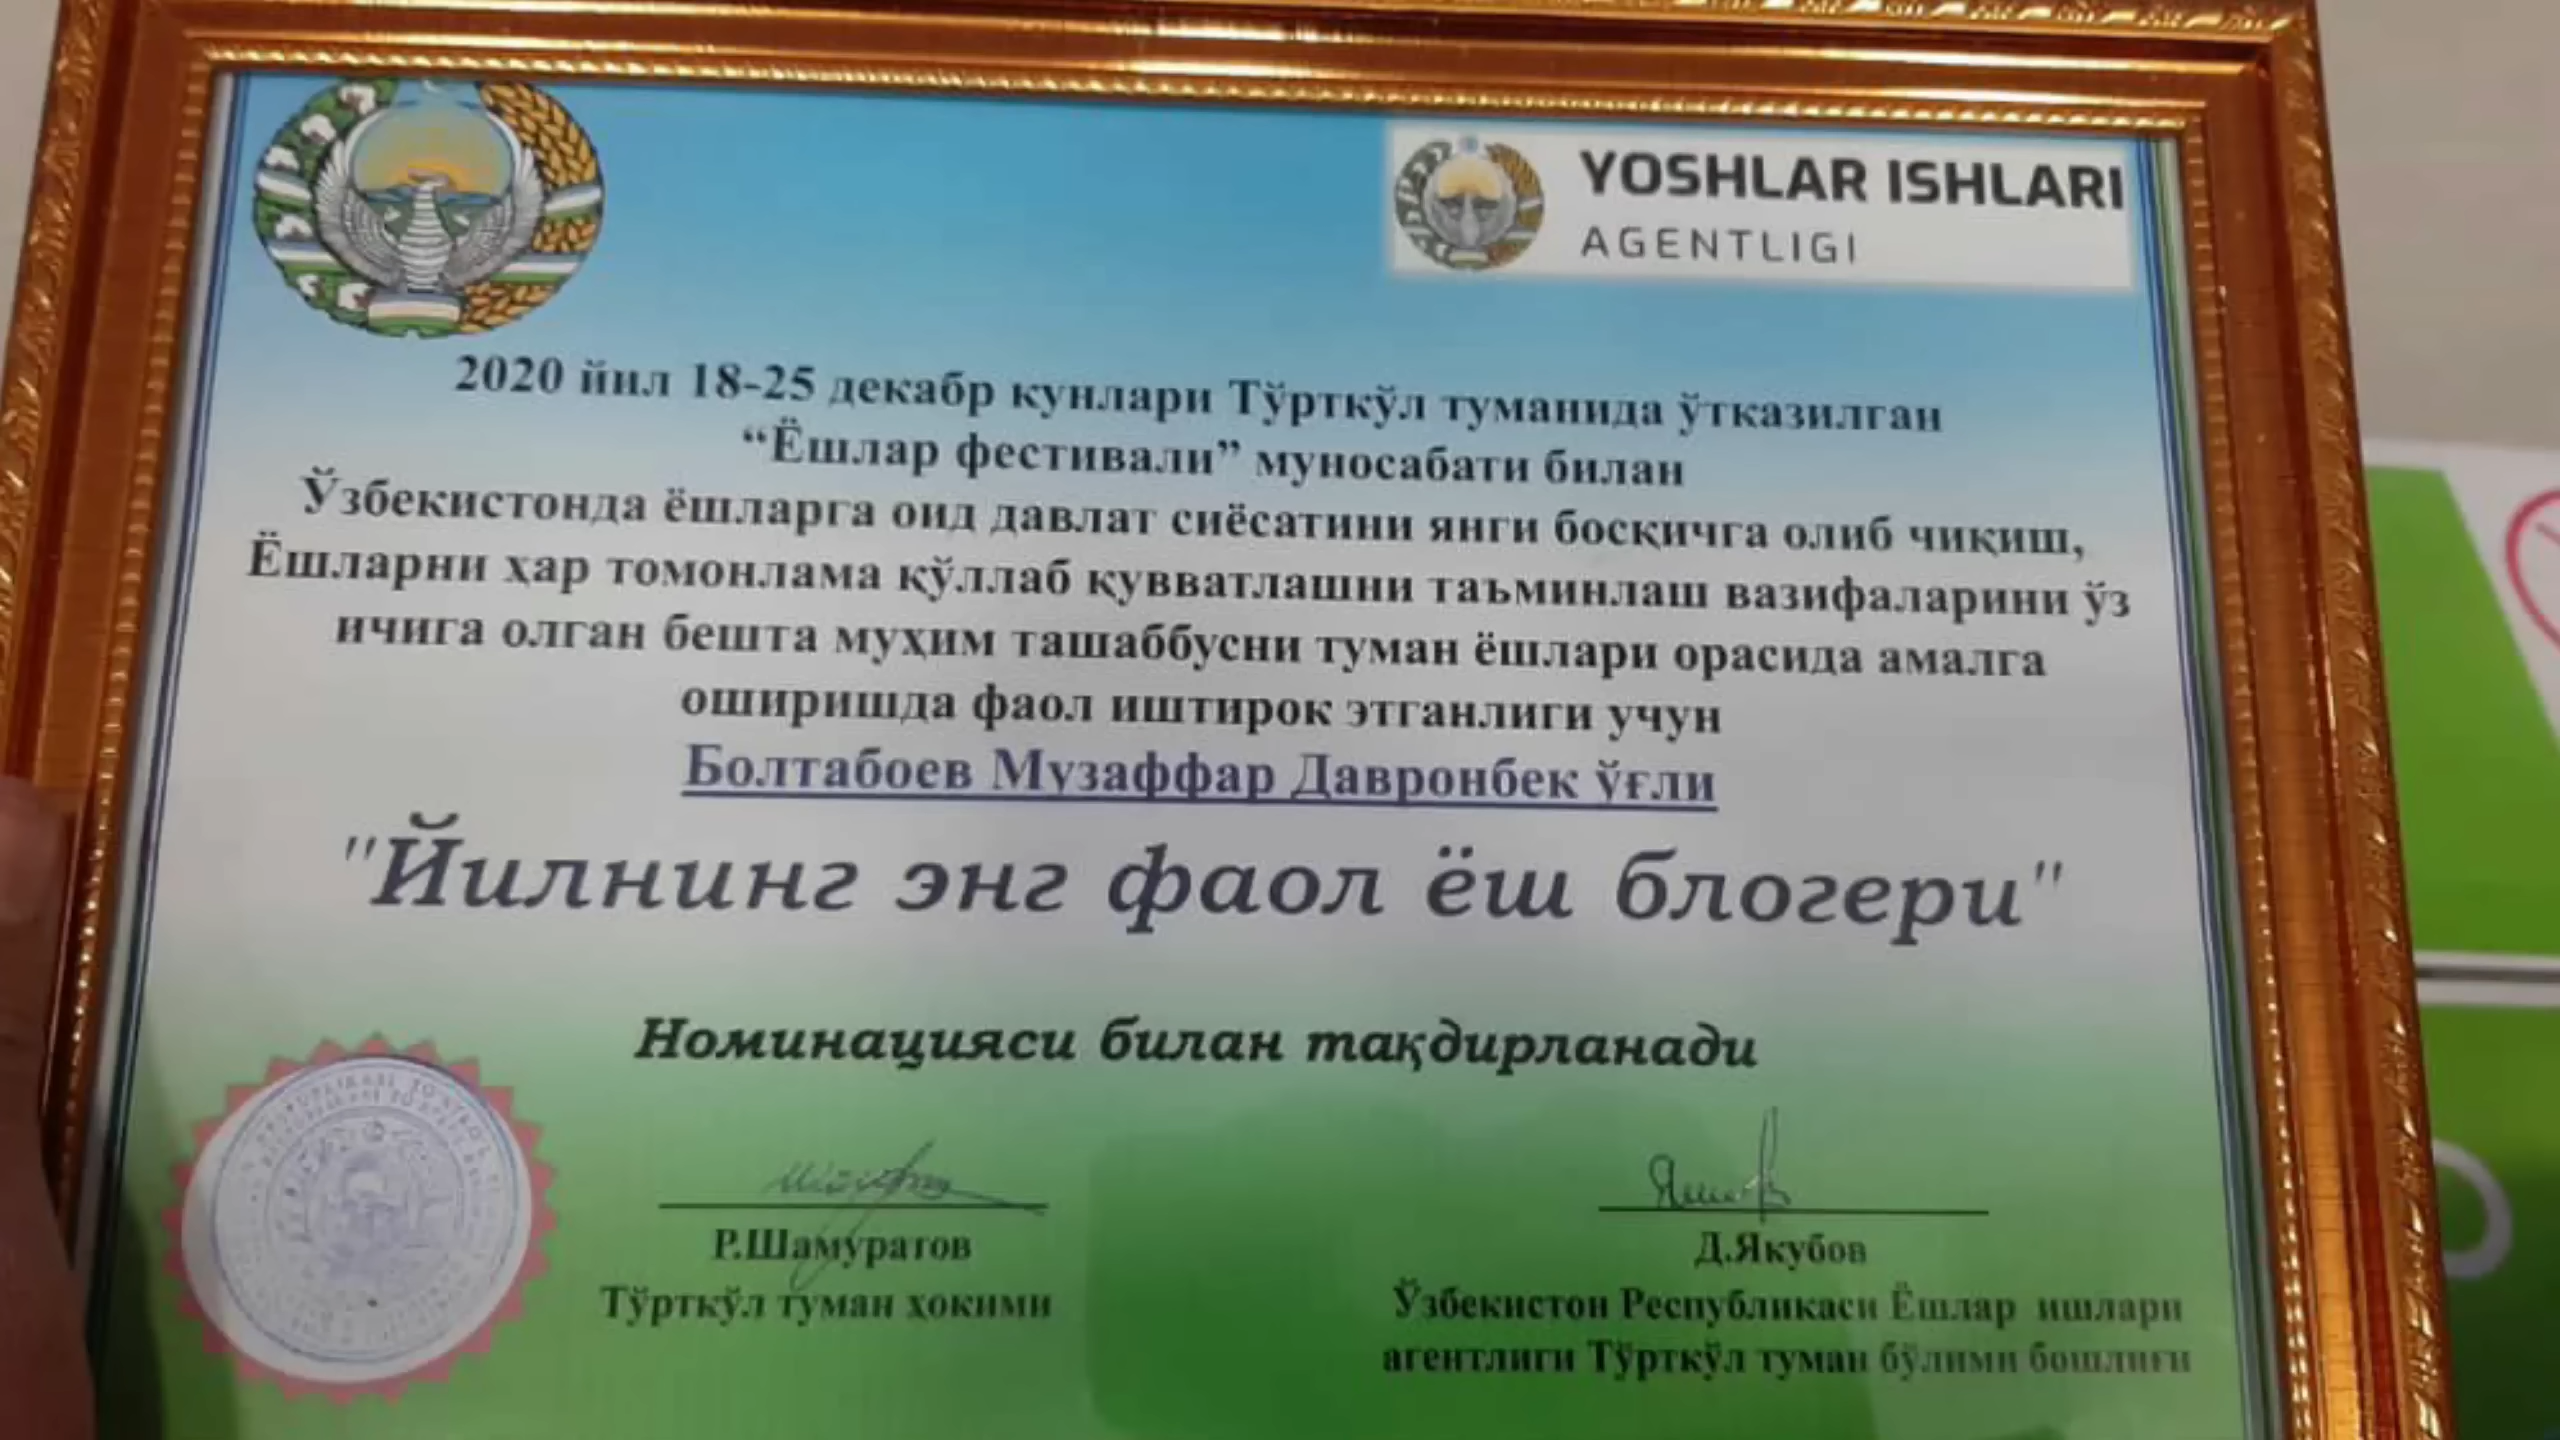 YOSHLAR ISHLARI
AGENTLIGI
2020 йил 18-25 декабр кунлари Тўрткўл туманида ўтказилган
“Ёшлар фестивали” муносабати билан
Ўзбекистонда ёшларга оид давлат сиёсатини янги босқичга олиб чиқиш,
Ёшларни ҳар томонлама қўллаб қувватлашни таъминлаш вазифаларини ўз
ичига олган бешта муҳим ташаббусни туман ёшлари орасида амалга
оширишда фаол иштирок этганлиги учун
Болтабоев Музаффар Давронбек ўғли
"Йилнинг энг фаол ёш блогери"
Номинацияси билан тақдирланади
Р.Шамуратов
Тўрткўл туман ҳокими
Д.Якубов
Ўзбекистон Республикаси Ёшлар ишлари
агентлиги Тўрткўл туман бўлими бошлиғи